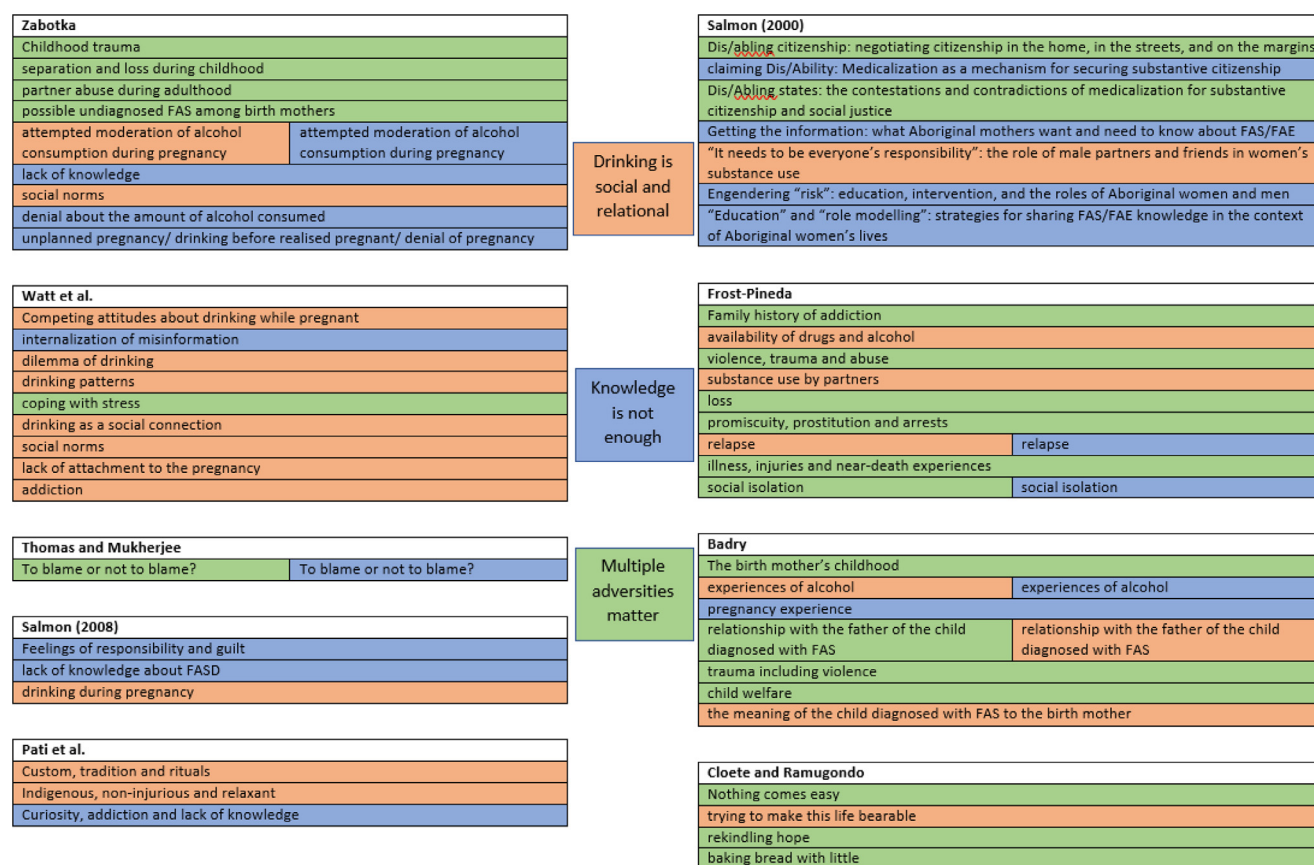 Zabotka
Childhood trauma
separation and loss during childhood
partner abuse during adulthood
possible undiagnosed FAS among birth mothers
attempted moderation of alcohol
consumption during pregnancy
attempted moderation of alcohol
consumption during pregnancy
lack of knowledge
social norms
denial about the amount of alcohol consumed
unplanned pregnancy/ drinking before realised pregnant/ denial of pregnancy
Watt et al.
Competing attitudes about drinking while pregnant
internalization of misinformation
dilemma of drinking
drinking patterns
coping with stress
drinking as a social connection
social norms
lack of attachment to the pregnancy
addiction
Thomas and Mukherjee
To blame or not to blame?
To blame or not to blame?
Salmon (2008)
Feelings of responsibility and guilt
lack of knowledge about FASD
drinking during pregnancy
Pati et al.
Custom, tradition and rituals
Indigenous, non-injurious and relaxant
Curiosity, addiction and lack of knowledge
Drinking is
social and
relational
Knowledge
is not
enough
Multiple
adversities
matter
Salmon (2000)
Dis/abling citizenship: negotiating citizenship in the home, in the streets, and on the margins
claiming Dis/Ability: Medicalization as a mechanism for securing substantive citizenship
Dis/Abling states: the contestations and contradictions of medicalization for substantive
citizenship and social justice
Getting the information: what Aboriginal mothers want and need to know about FAS/FAE
“It needs to be everyone’s responsibility”: the role of male partners and friends in women’s
substance use
Engendering “risk”: education, intervention, and the roles of Aboriginal women and men
“Education” and “role modelling”: strategies for sharing FAS/FAE knowledge in the context
of Aboriginal women’s lives
Frost-Pineda
Family history of addiction
availability of drugs and alcohol
violence, trauma and abuse
substance use by partners
loss
promiscuity, prostitution and arrests
relapse
relapse
illness, injuries and near-death experiences
social isolation
social isolation
Badry
The birth mother’s childhood
experiences of alcohol
experiences of alcohol
pregnancy experience
relationship with the father of the child
diagnosed with FAS
relationship with the father of the child
diagnosed with FAS
trauma including violence
child welfare
the meaning of the child diagnosed with FAS to the birth mother
Cloete and Ramugondo
Nothing comes easy
trying to make this life bearable
rekindling hope
baking bread with little